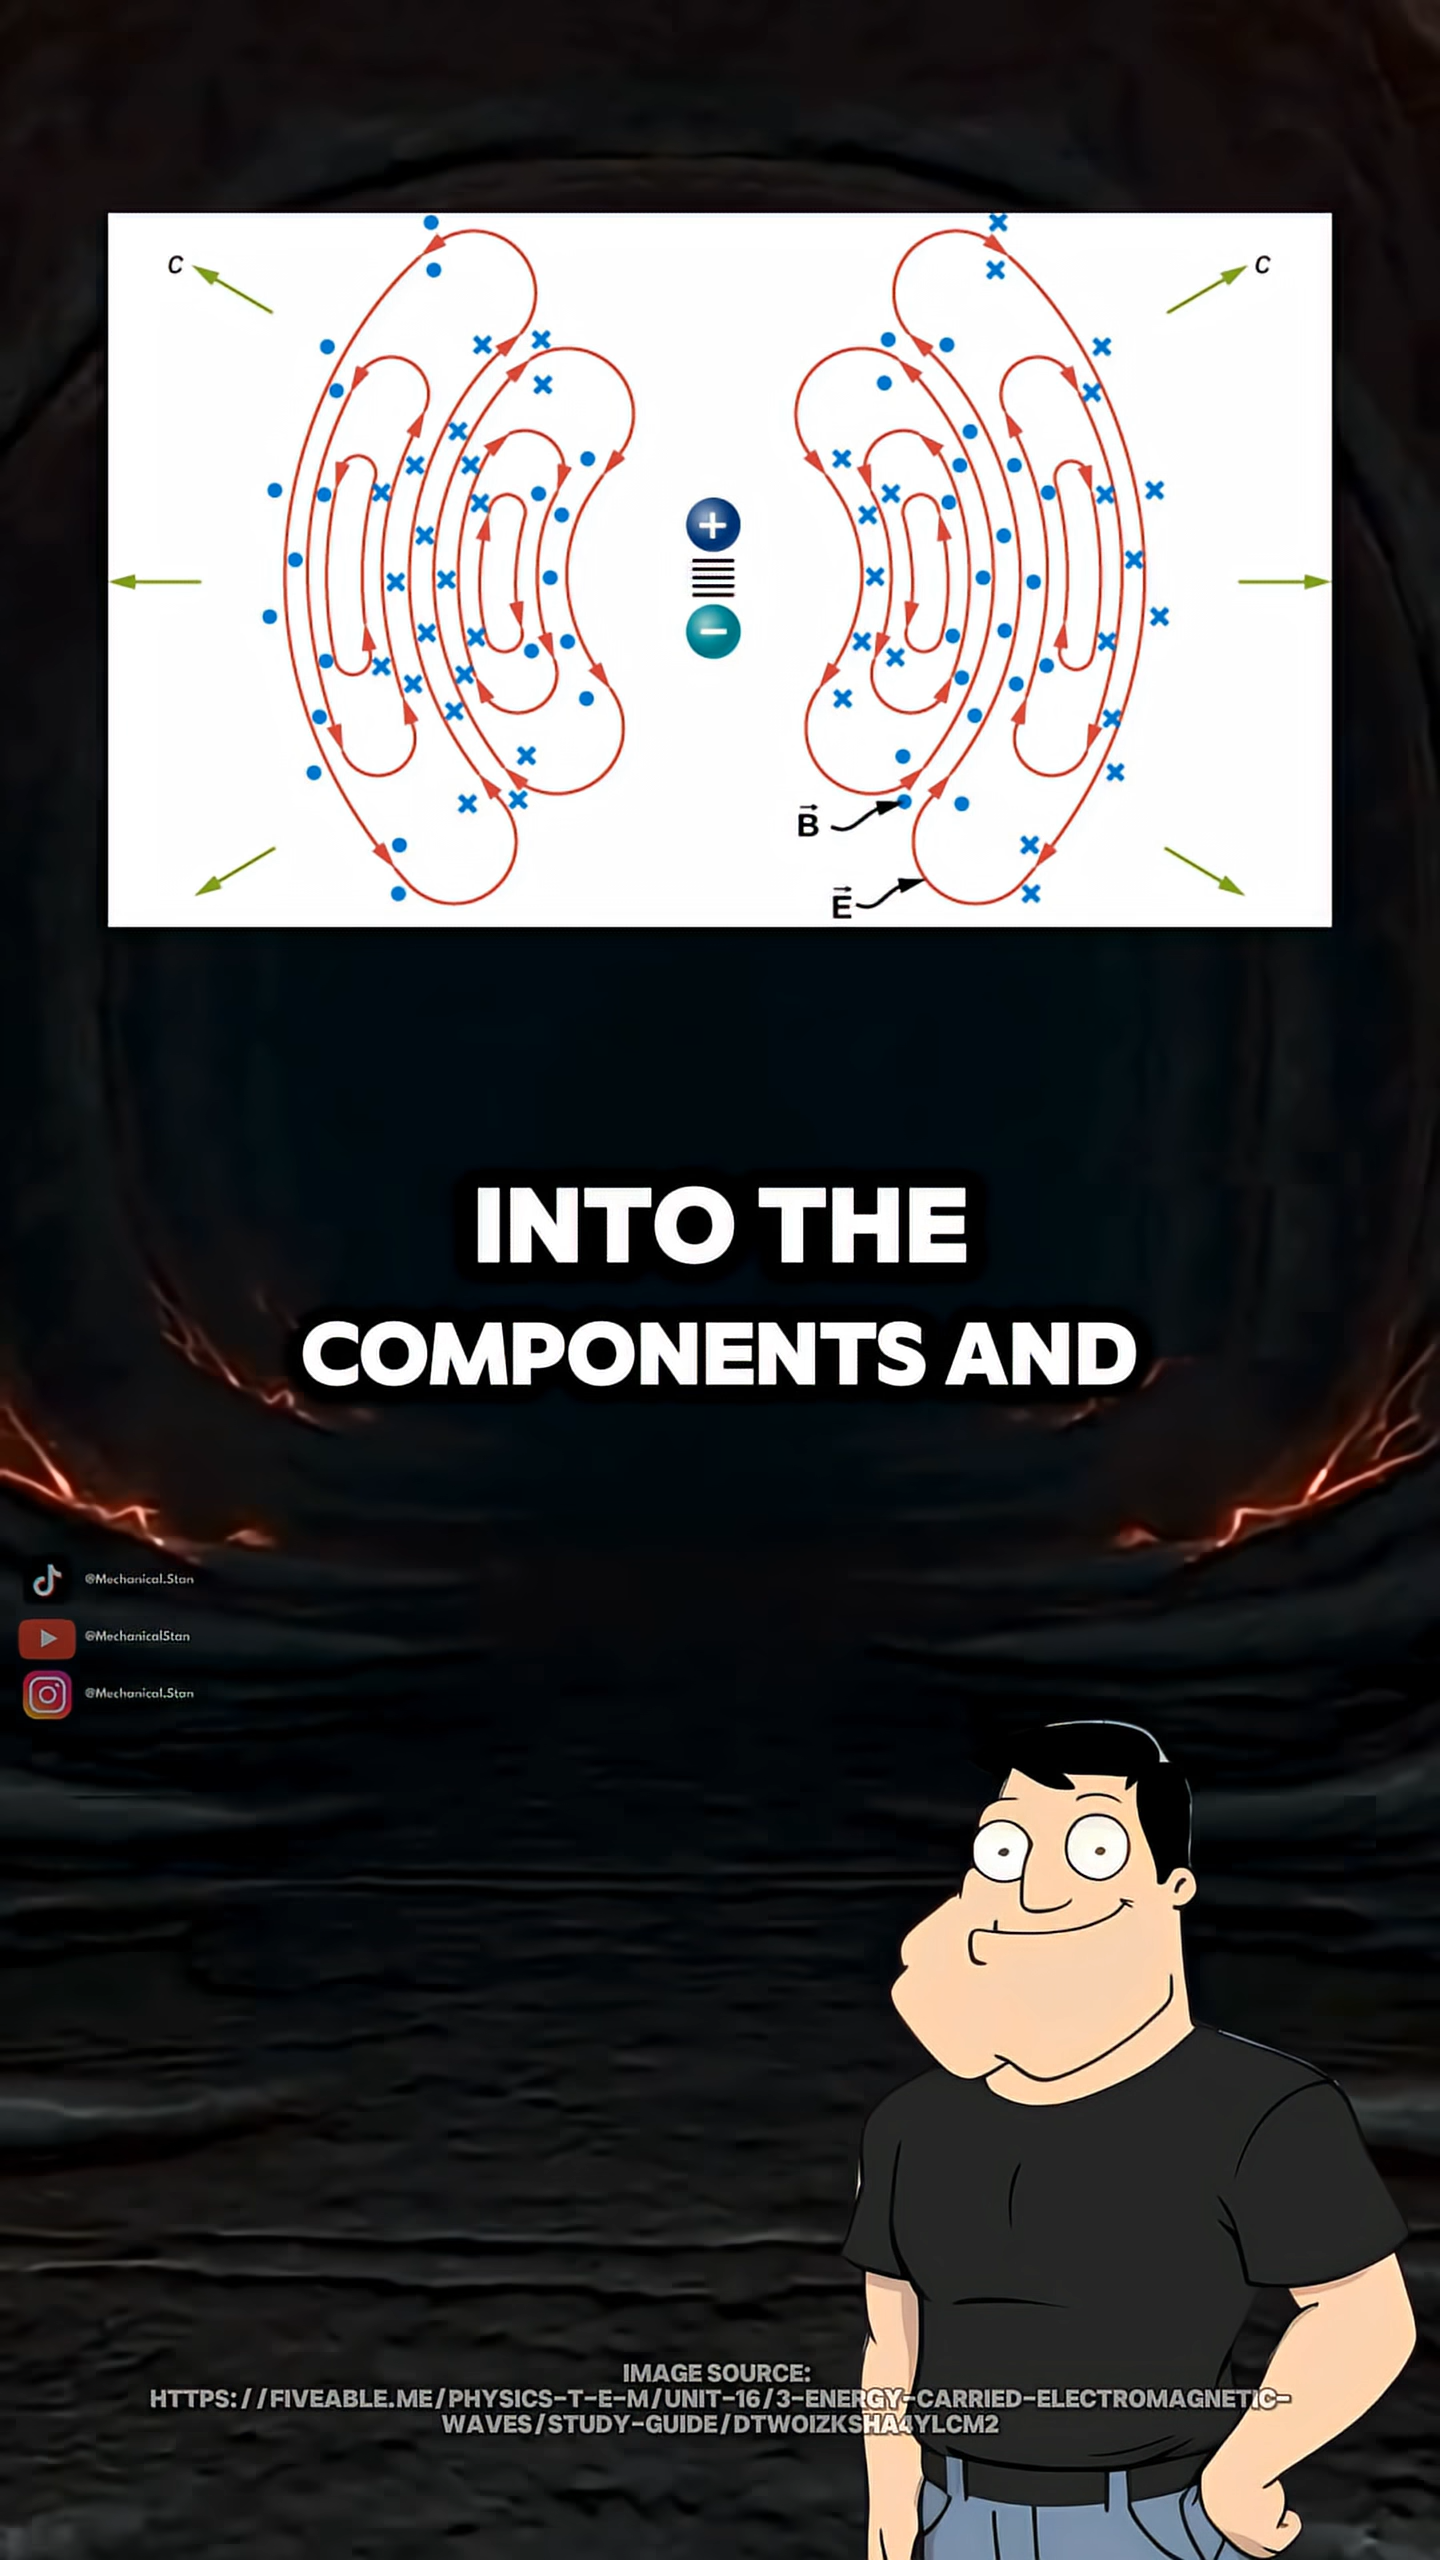 c
c
+
−
B
E
INTO THE
COMPONENTS AND
@Mechanical.Stan
@MechanicalStan
@Mechanical.Stan
IMAGE SOURCE:
HTTPS://FIVEABLE.ME/PHYSICS-T-E-M/UNIT-16/3-ENERGY-CARRIED-ELECTROMAGNETIC-
WAVES/STUDY-GUIDE/DTWOIZKSHA4YLCM2